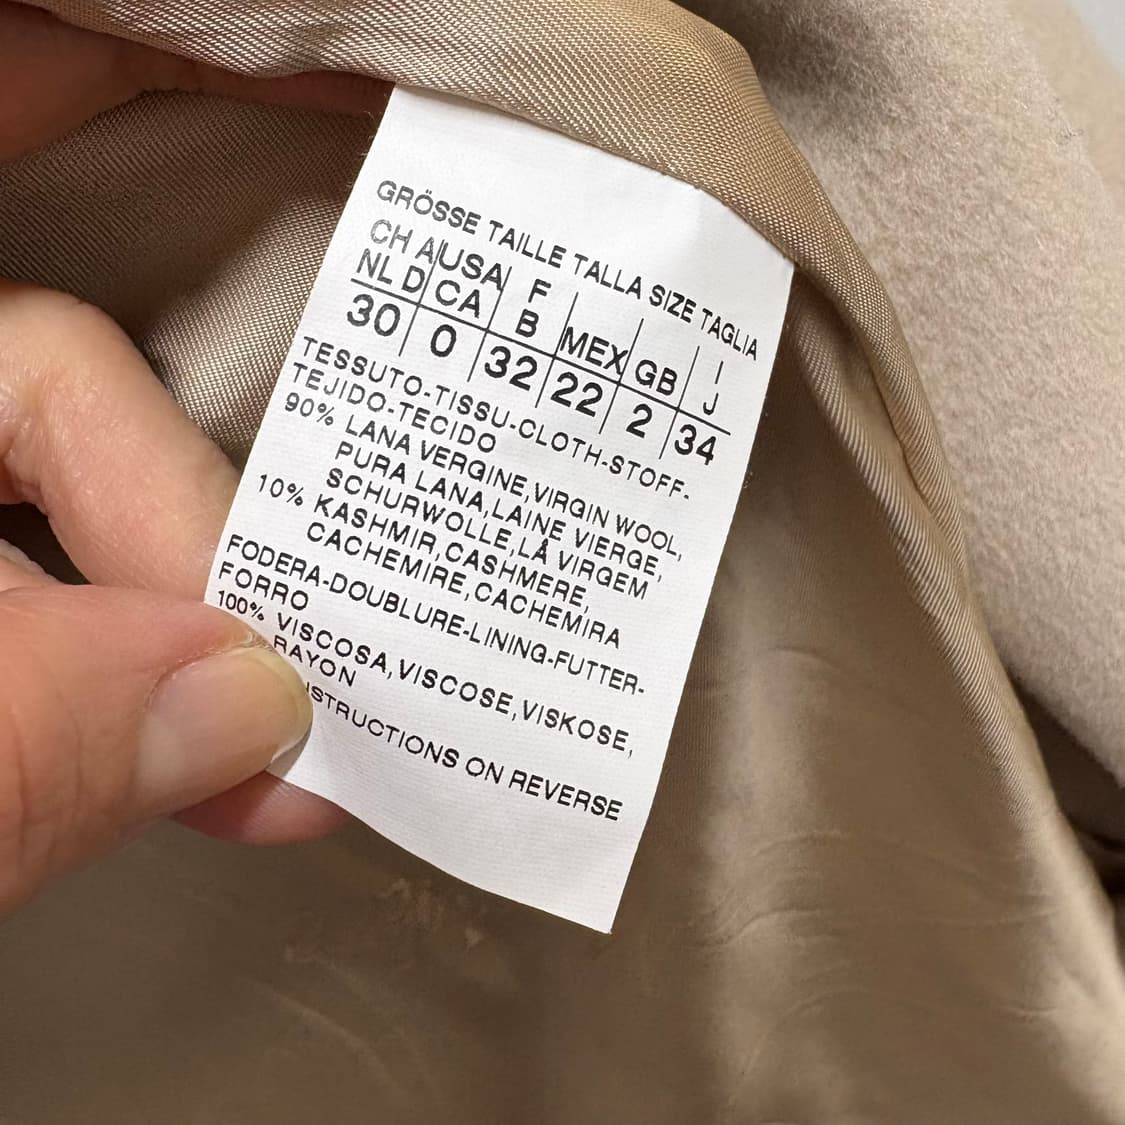 GRÖSSE TAILLE TALLA SIZE TAGLIA
CH A USA F MEX GB I
NL D CA B J
30 0 32 22 2 34
TESSUTO-TISSU-CLOTH-STOFF-
TEJIDO-TECIDO
90% LANA VERGINE,VIRGIN WOOL,
PURA LANA,LAINE VIERGE,
SCHURWOLLE,LÃ VIRGEM
10% KASHMIR,CASHMERE,
CACHEMIRE,CACHEMIRA
FODERA-DOUBLURE-LINING-FUTTER-
FORRO
100% VISCOSA,VISCOSE,VISKOSE,
RAYON
ON REVERSE